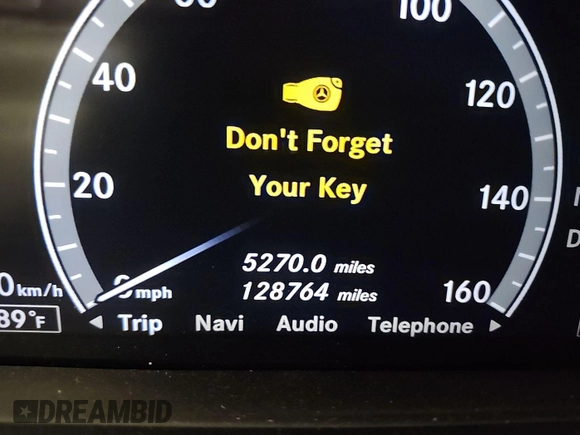 100
40
120
Don't Forget
20
Your Key
140
5270.0 miles
0 km/h
0 mph
128764 miles
160
89°F
Trip Navi Audio Telephone
DREAMBID